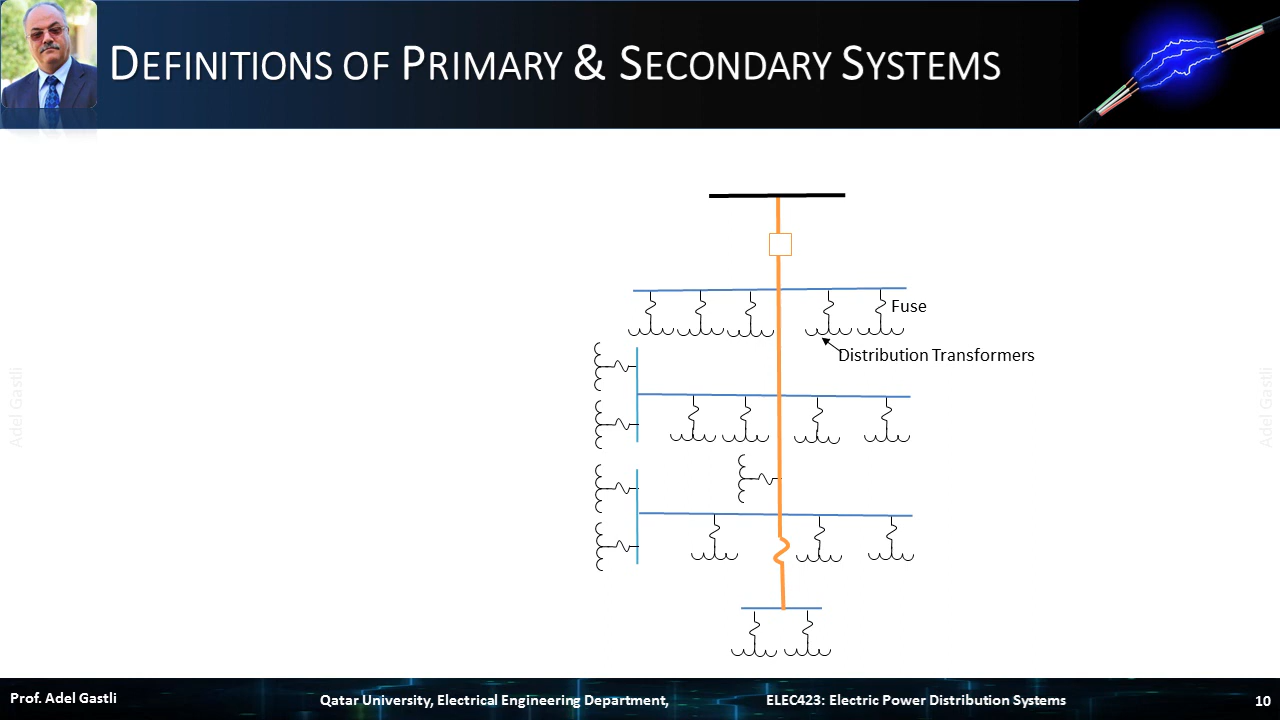 DEFINITIONS OF PRIMARY & SECONDARY SYSTEMS
Fuse
Distribution Transformers
Adel Gastli
Adel Gastli
Prof. Adel Gastli
Qatar University, Electrical Engineering Department,
ELEC423: Electric Power Distribution Systems
10